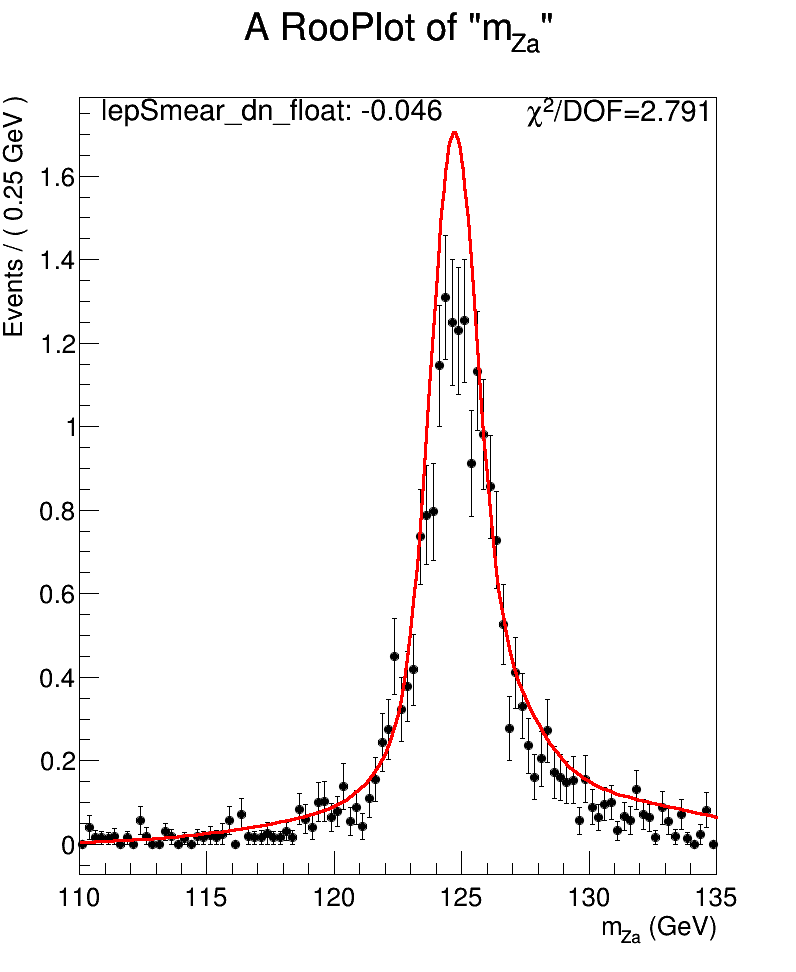 A RooPlot of "m_Za"
lepSmear_dn_float: -0.046
χ²/DOF=2.791
Events / ( 0.25 GeV )
1.6
1.4
1.2
1
0.8
0.6
0.4
0.2
0
110 115 120 125 130 135
m_Za (GeV)